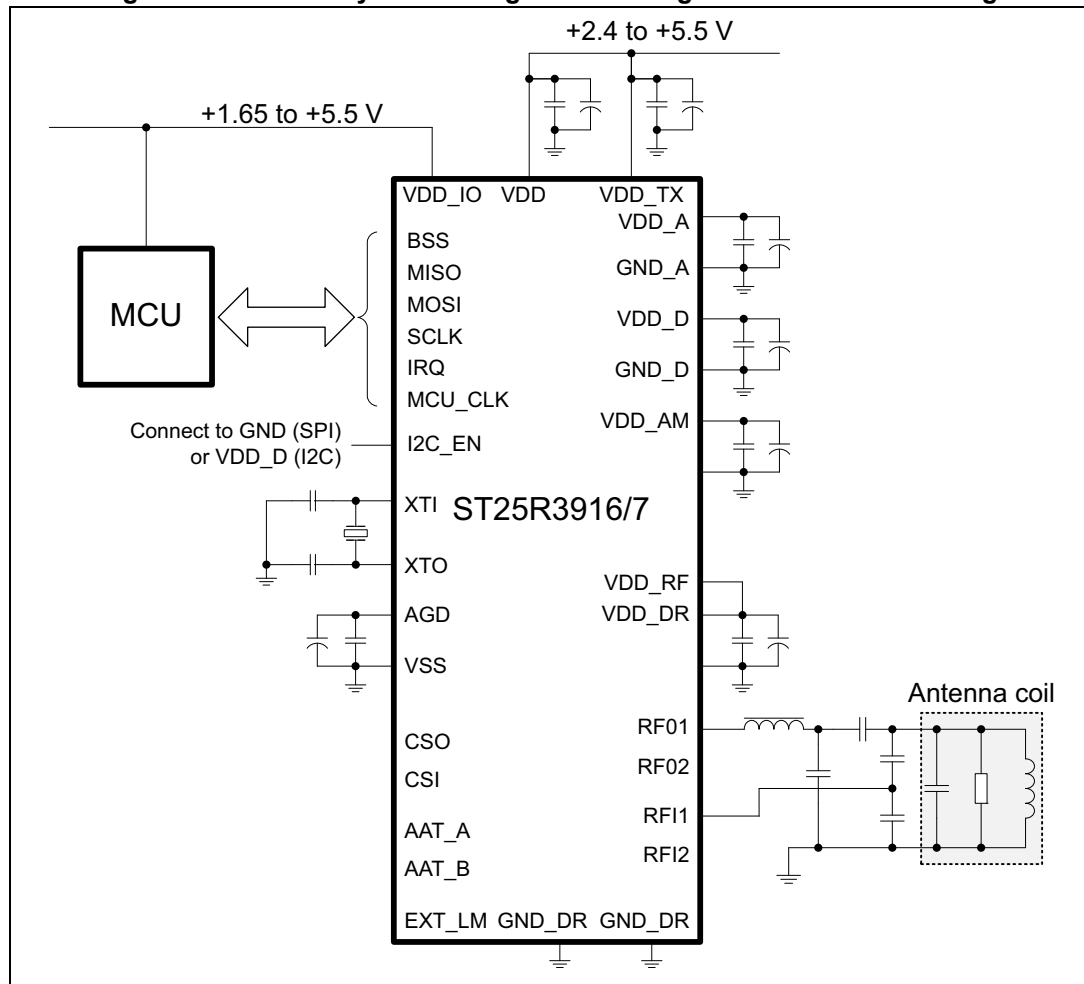 +2.4 to +5.5 V
+1.65 to +5.5 V
VDD_IO VDD VDD_TX
VDD_A
BSS
GND_A
MISO
MOSI
MCU
VDD_D
SCLK
IRQ
GND_D
MCU_CLK
VDD_AM
Connect to GND (SPI)
or VDD_D (I2C)
I2C_EN
XTI
ST25R3916/7
XTO
VDD_RF
AGD
VDD_DR
VSS
Antenna coil
RF01
CSO
RF02
CSI
RFI1
AAT_A
RFI2
AAT_B
EXT_LM GND_DR GND_DR